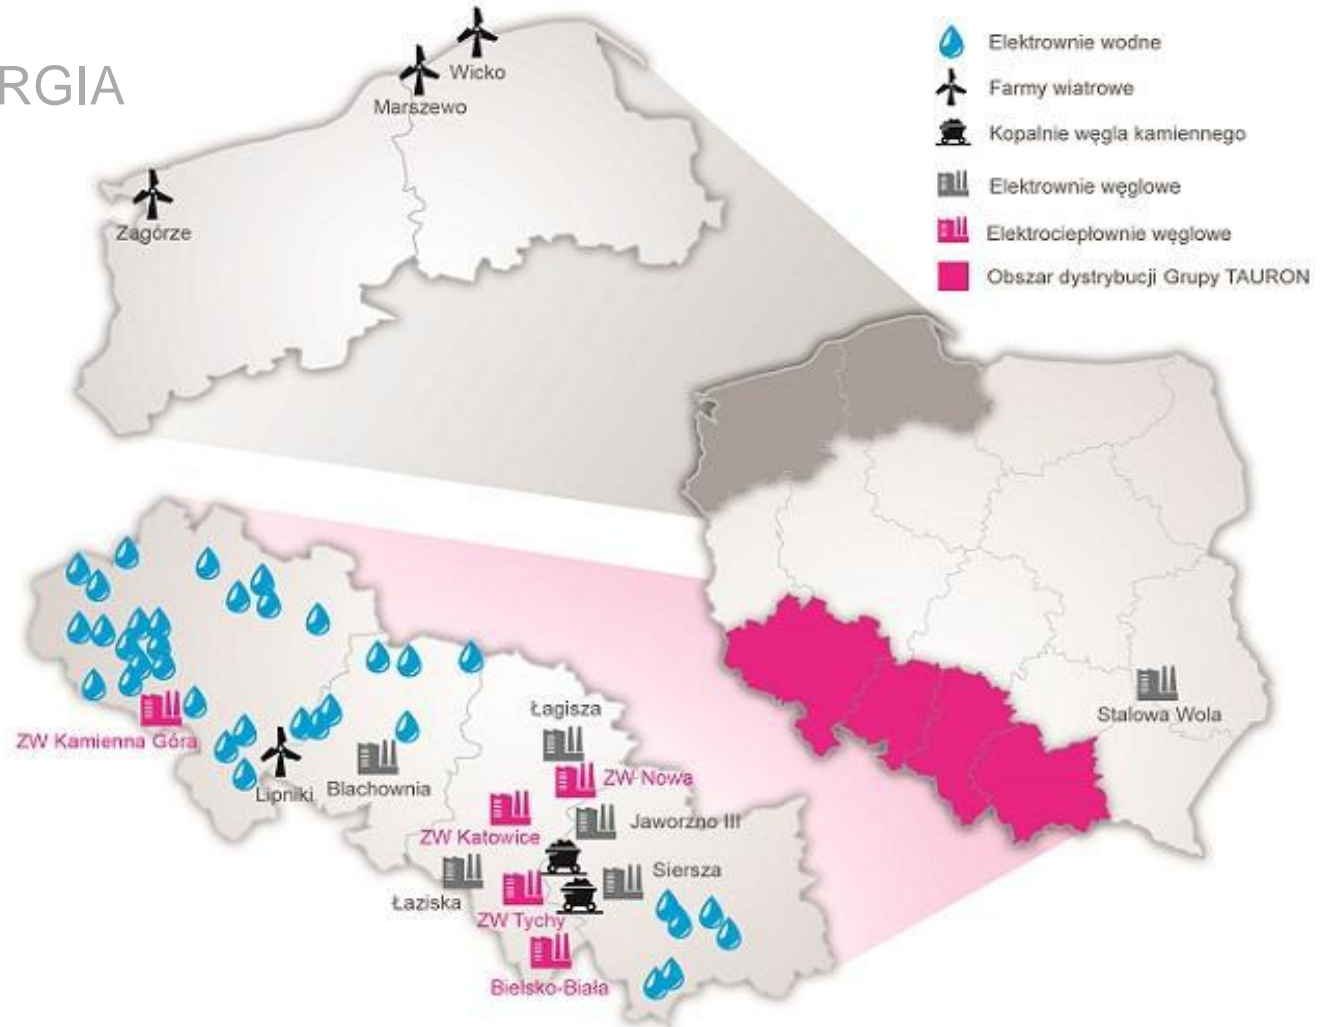 RGIA
Wicko
Marszewo
Zagórze
Elektrownie wodne
Farmy wiatrowe
Kopalnie węgla kamiennego
Elektrownie węglowe
Elektrociepłownie węglowe
Obszar dystrybucji Grupy TAURON
Stalowa Wola
Łagisza
ZW Kamienna Góra
ZW Nowa
Lipniki
Blachownia
Jaworzno III
ZW Katowice
Siersza
Łaziska
ZW Tychy
Bielsko-Biała